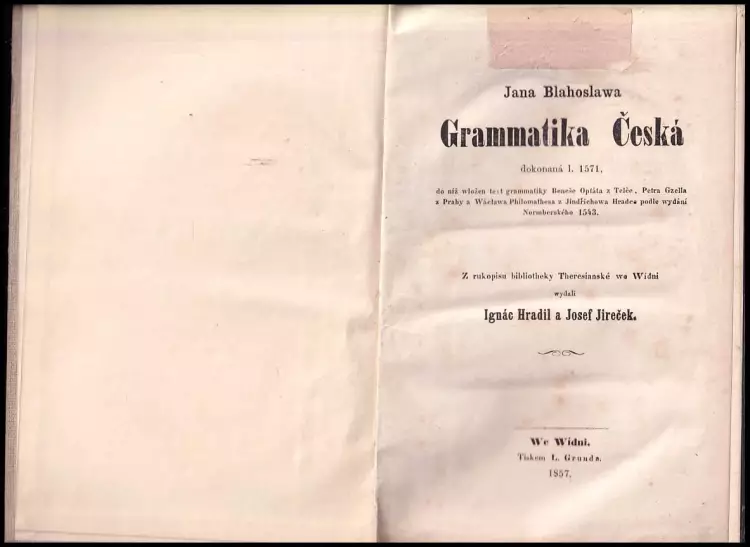 Jana Blahoslawa
Grammatika Česká
dokonaná l. 1571,
do níž wložen text grammatiky Beneše Optáta z Telče, Petra Gzella
z Prahy a Wáclawa Philomathesa z Jindřichowa Hradce podle wydání
Normberského 1543.
Z rukopisu bibliotheky Theresianské we Wídni
wydali
Ignác Hradil a Josef Jireček.
We Wídni.
Tiskem L. Grunda.
1857.